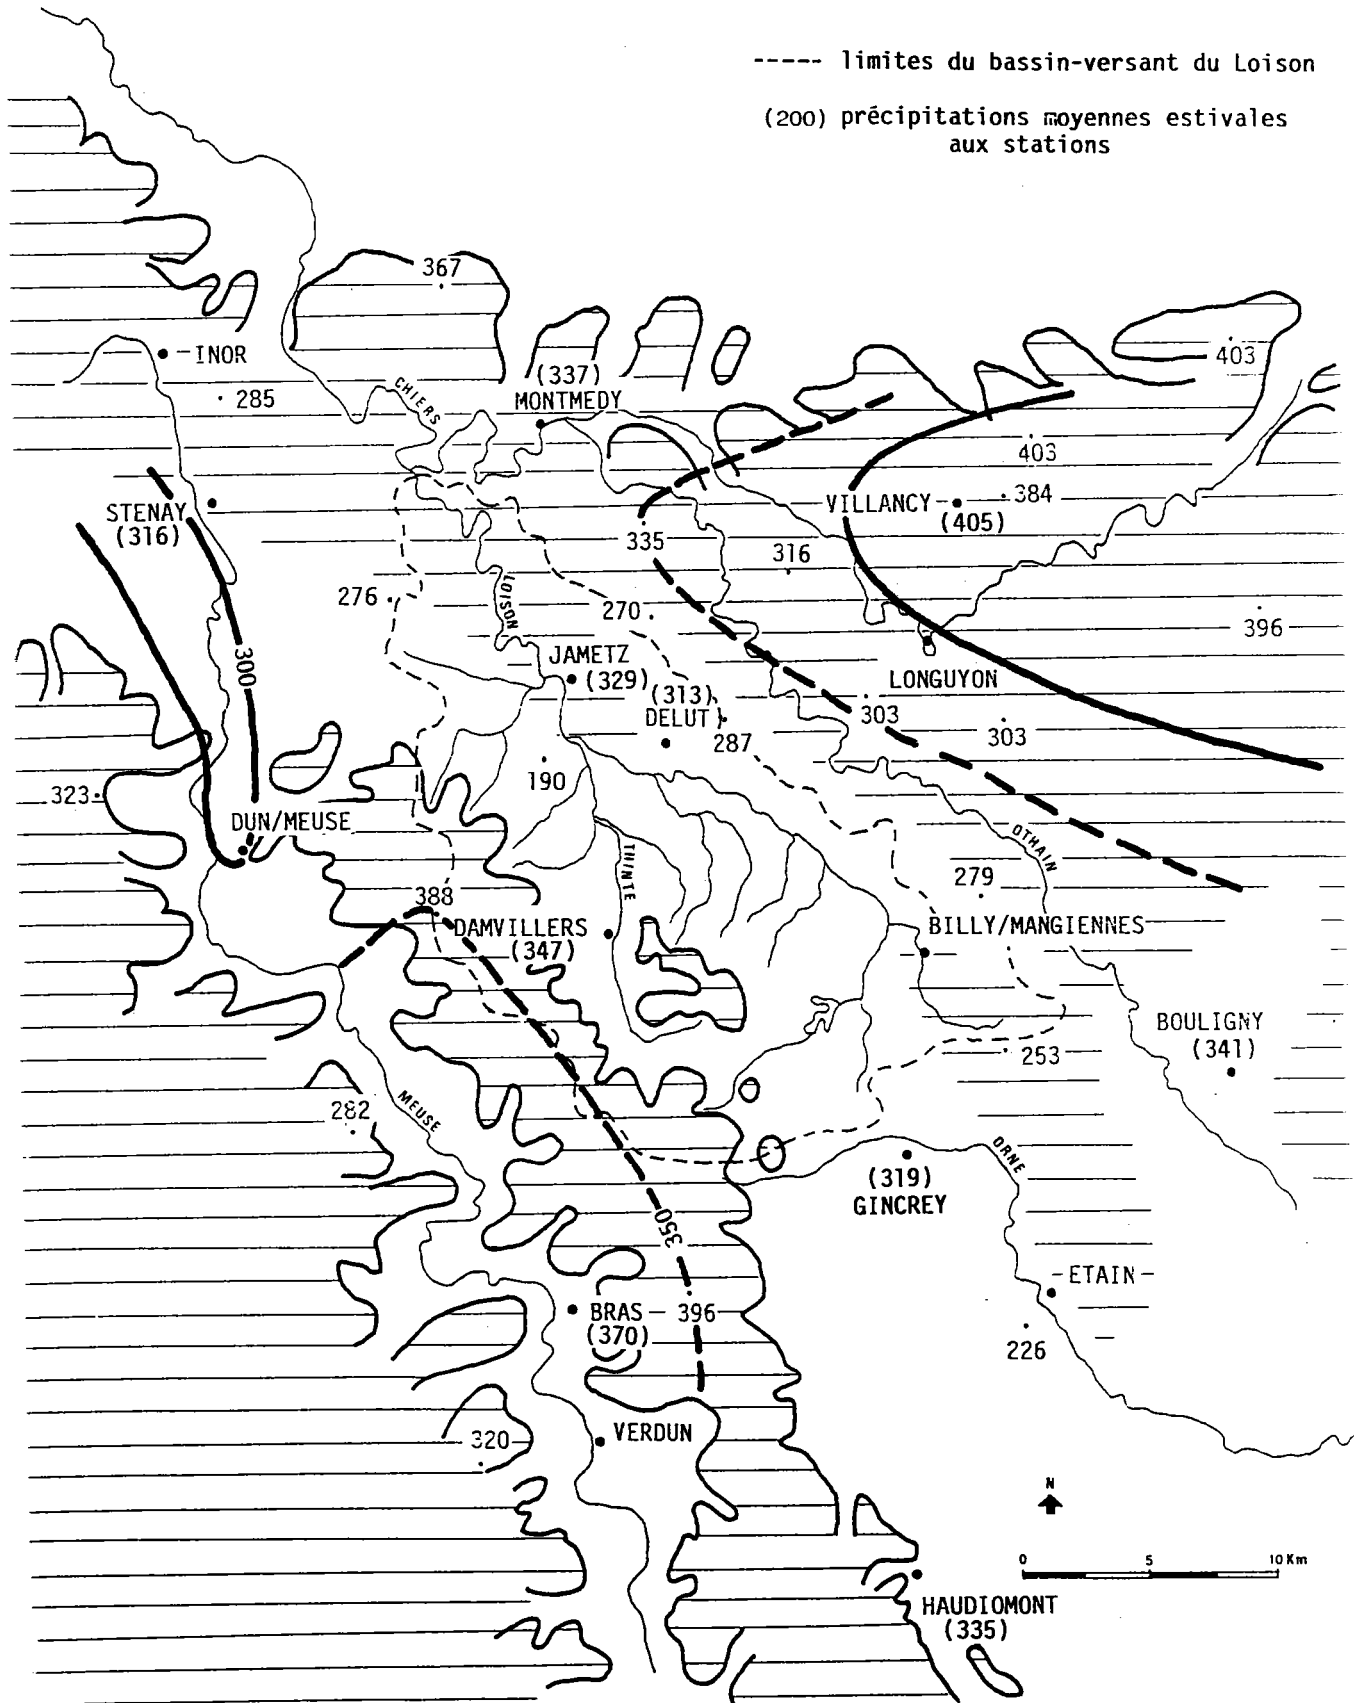 ----- limites du bassin-versant du Loison
(200) précipitations moyennes estivales
aux stations
367
INOR
285
403
CHIERS
(337)
MONTMEDY
403
VILLANCY
384
(405)
STENAY
(316)
335
316
276
LOISON
270
396
300
JAMETZ
(329)
(313)
DELUT
LONGUYON
303
303
287
190
323
DUN/MEUSE
THINTE
OTHAIN
279
388
DAMVILLERS
(347)
BILLY/MANGIENNES
BOULIGNY
(341)
253
282
MEUSE
ORNE
(319)
GINCREY
350
ETAIN
BRAS
(370)
396
226
VERDUN
320
N
0 5 10 Km
HAUDIOMONT
(335)